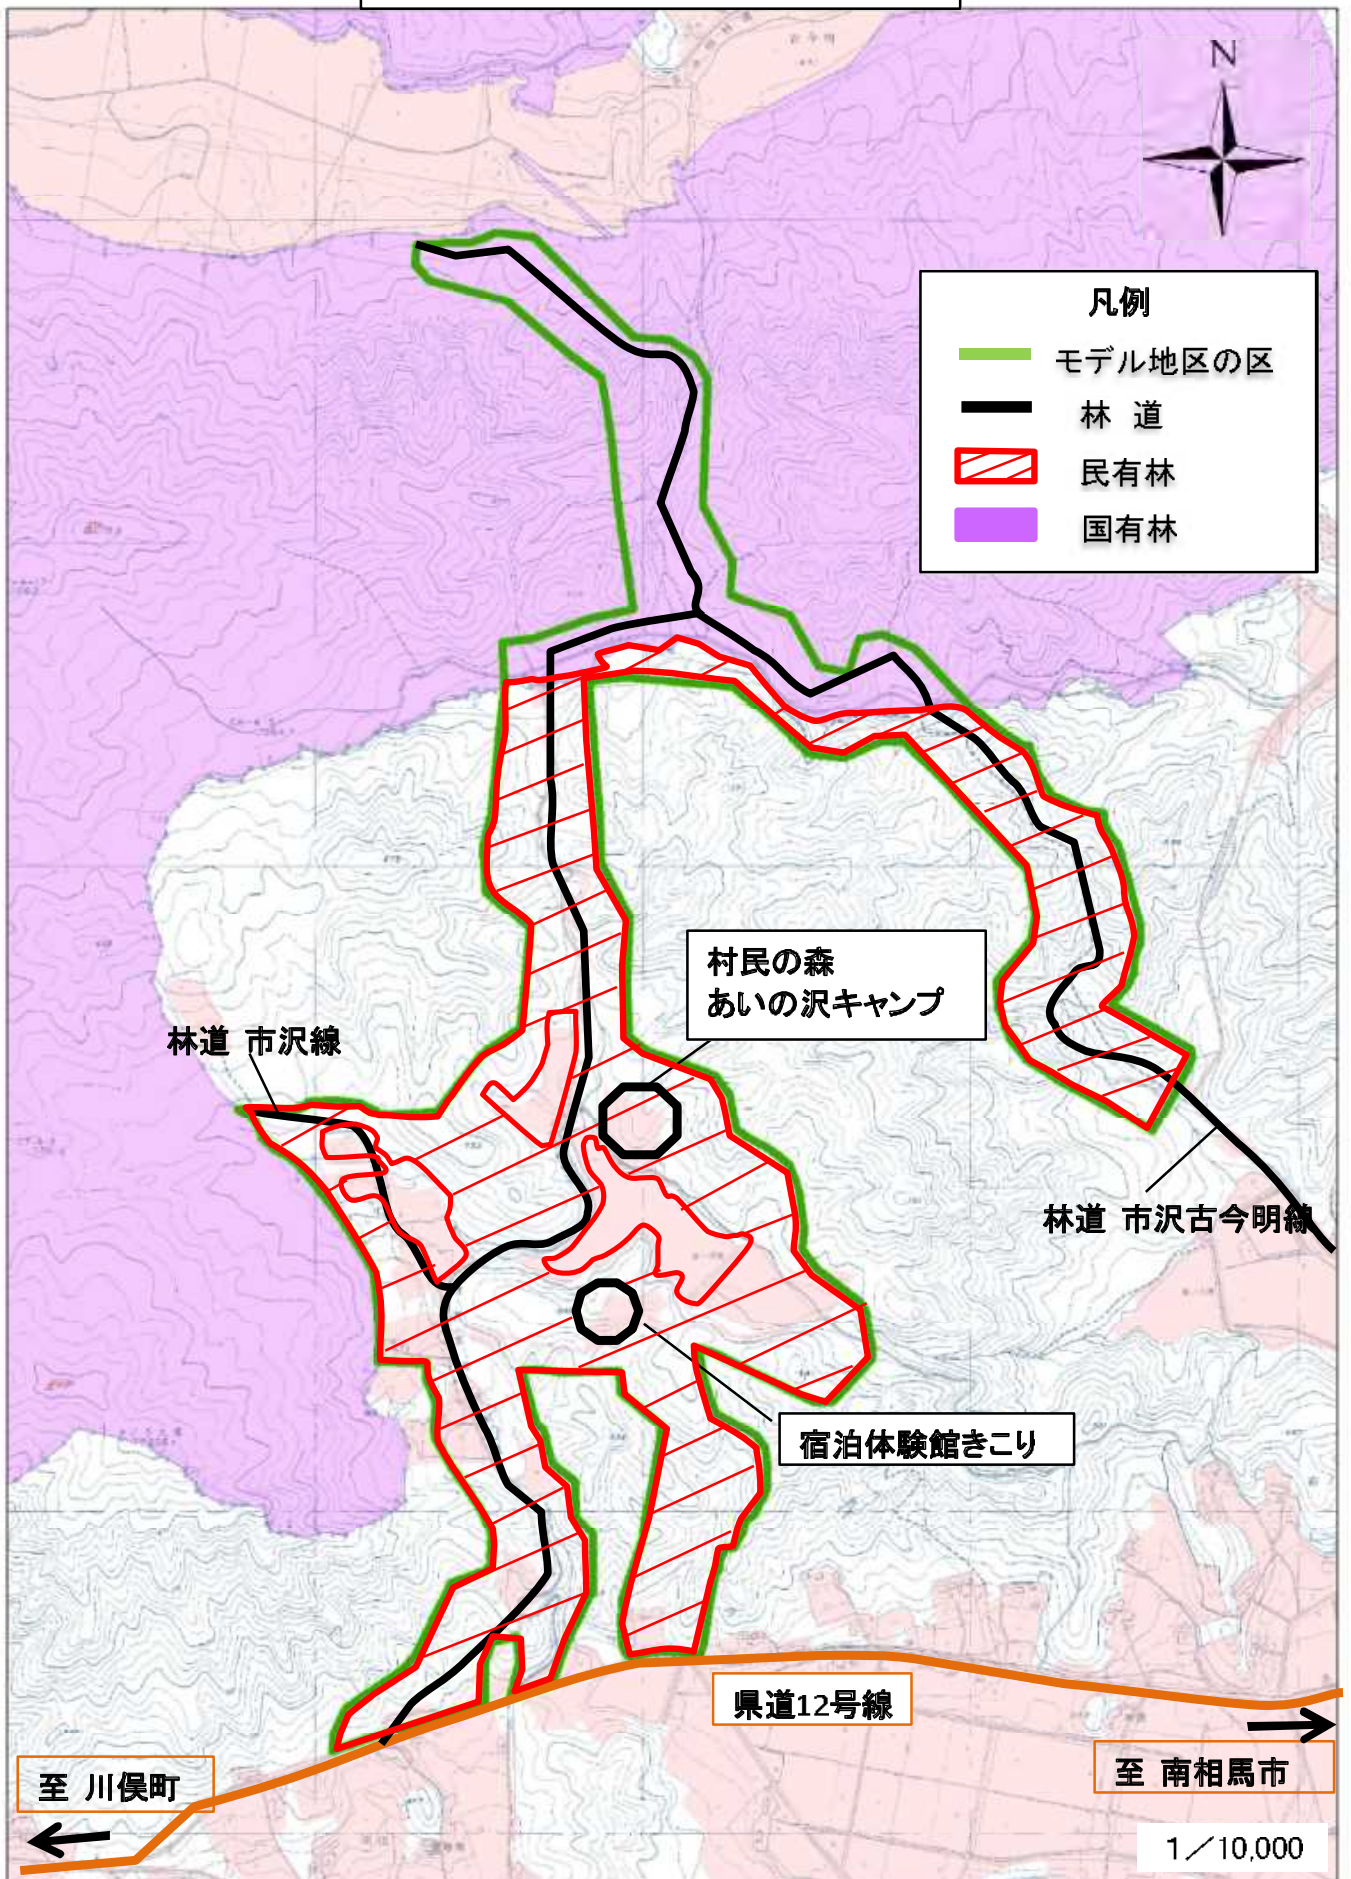 N
凡例
モデル地区の区
林 道
民有林
国有林
村民の森
あいの沢キャンプ
林道 市沢線
林道 市沢古今明線
宿泊体験館きこり
県道12号線
至 川俣町
至 南相馬市
1／10,000